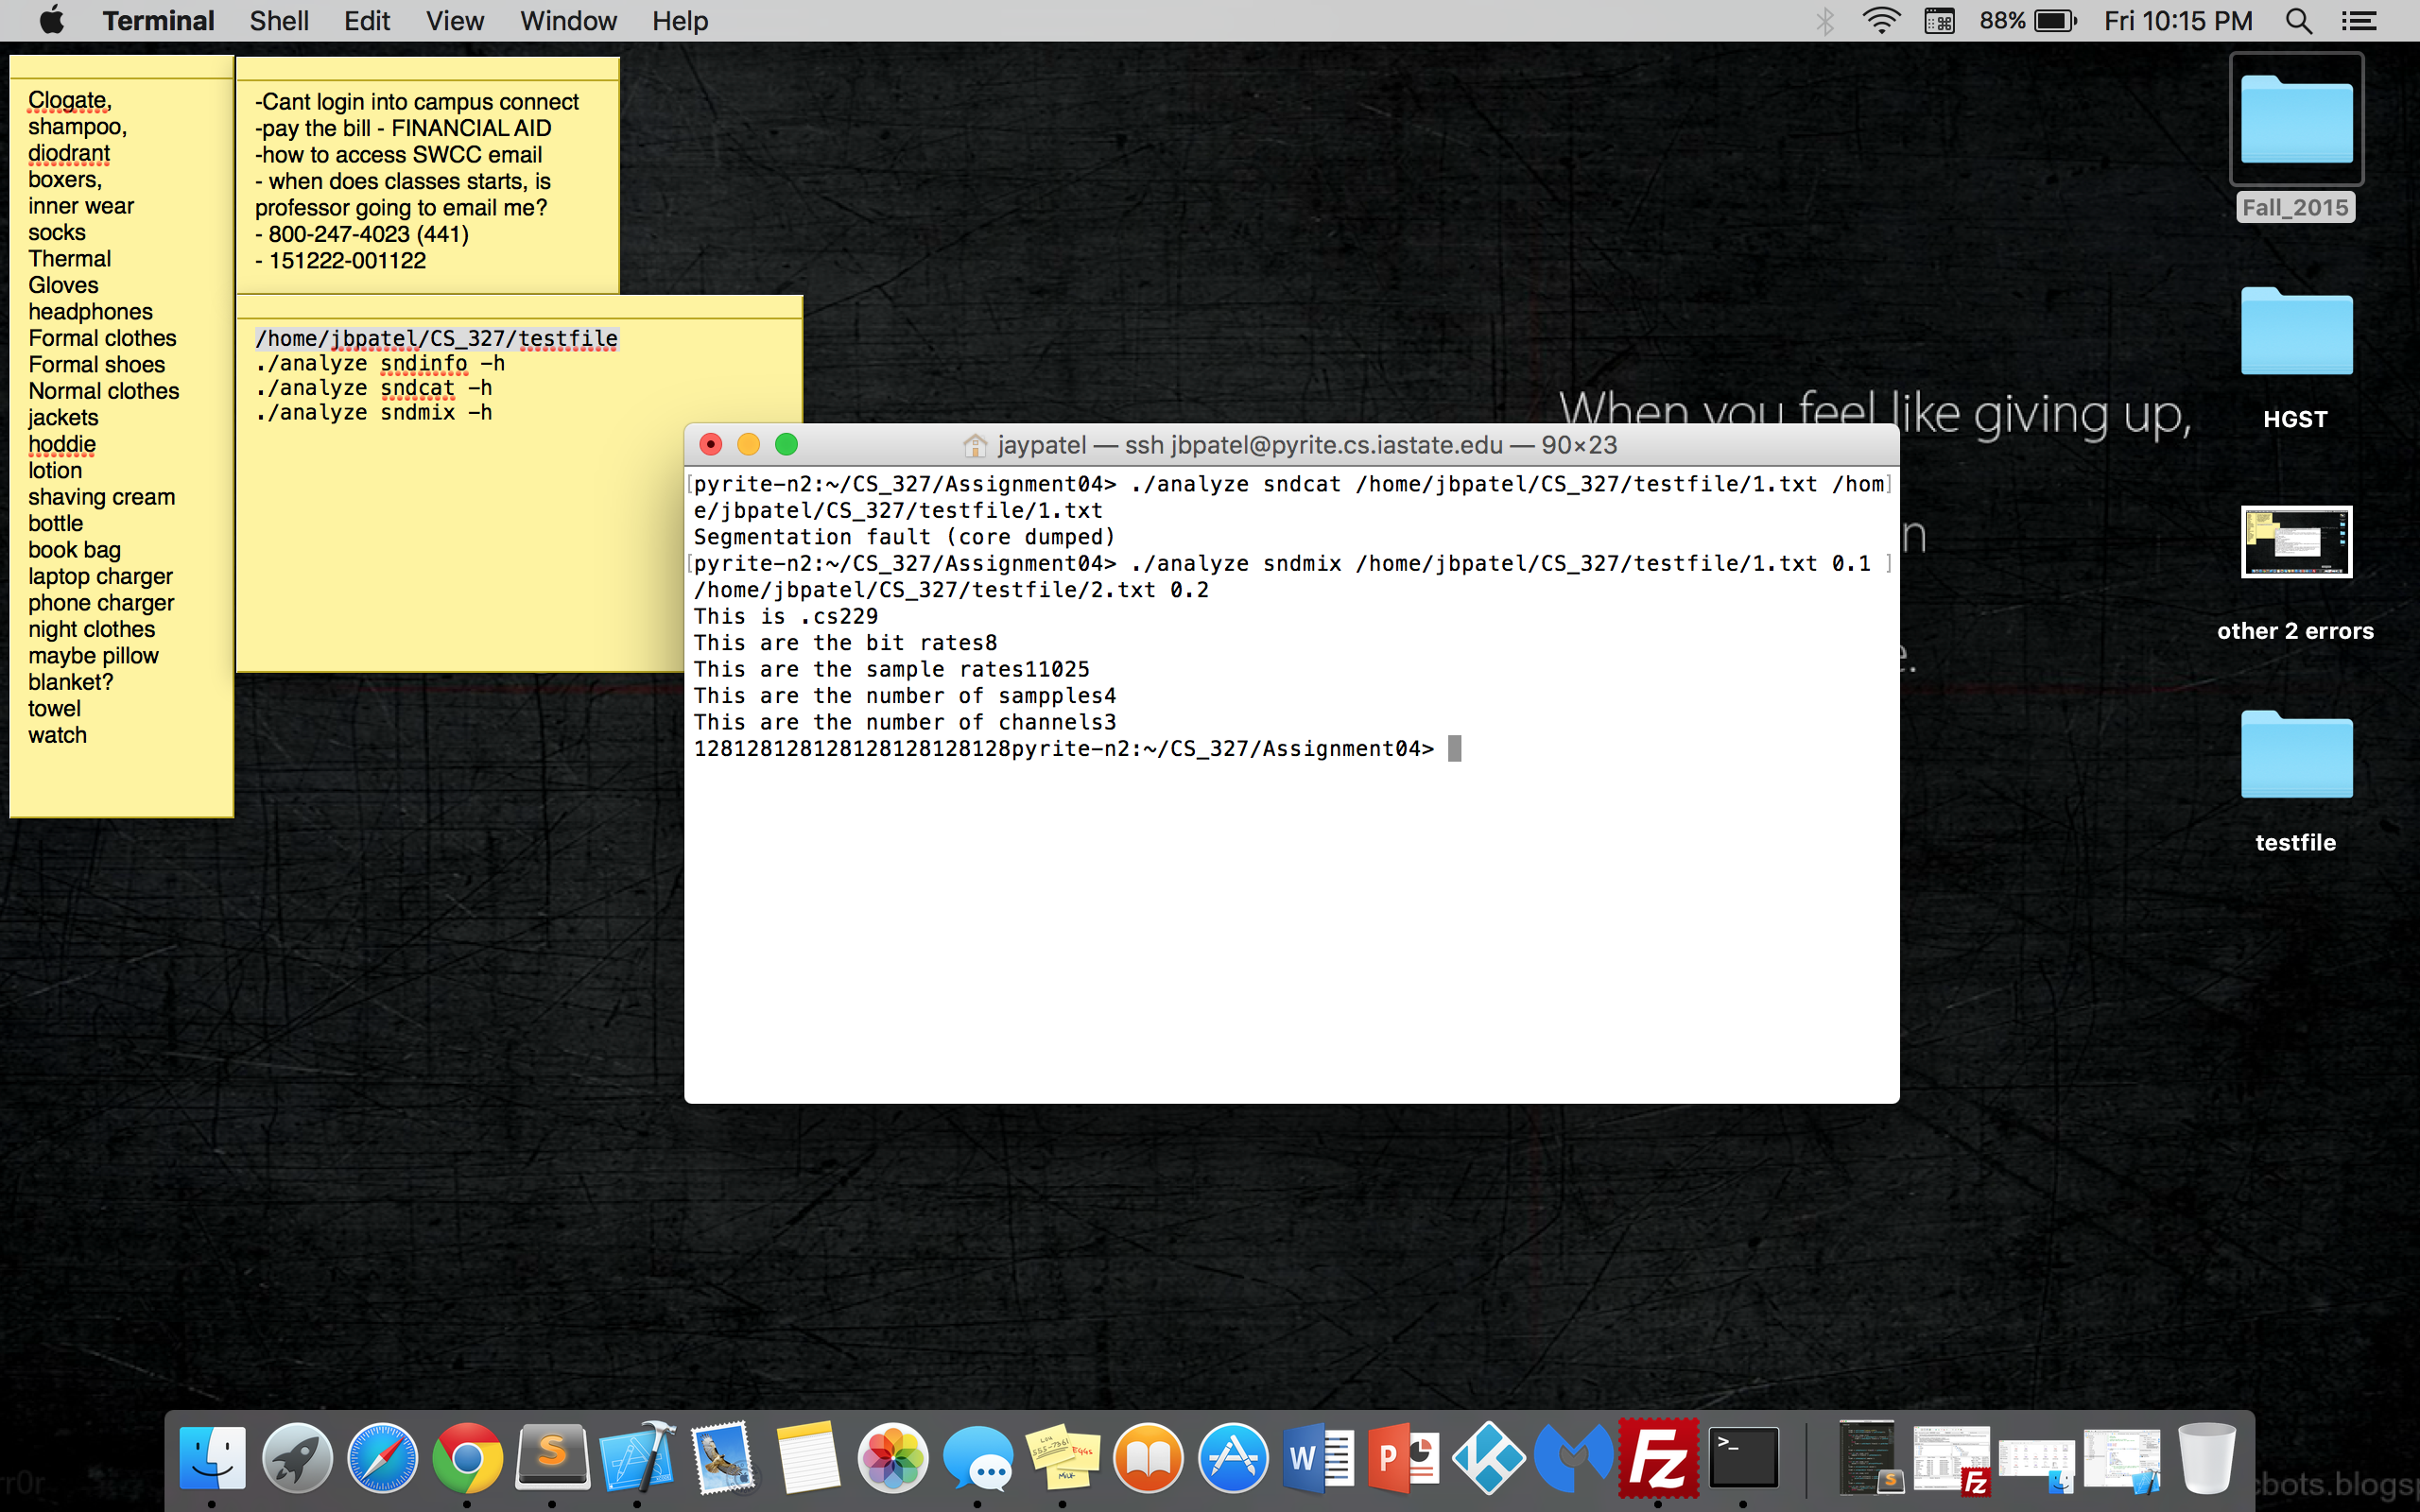 Terminal Shell Edit View Window Help
88% Fri 10:15 PM
Clogate,
shampoo,
diodrant
boxers,
inner wear
socks
Thermal
Gloves
headphones
Formal clothes
Formal shoes
Normal clothes
jackets
hoddie
lotion
shaving cream
bottle
book bag
laptop charger
phone charger
night clothes
maybe pillow
blanket?
towel
watch
-Cant login into campus connect
-pay the bill - FINANCIAL AID
-how to access SWCC email
- when does classes starts, is
professor going to email me?
- 800-247-4023 (441)
- 151222-001122
/home/jbpatel/CS_327/testfile
./analyze sndinfo -h
./analyze sndcat -h
./analyze sndmix -h
When you feel like giving up,
n
e.
jaypatel — ssh jbpatel@pyrite.cs.iastate.edu — 90×23
[pyrite-n2:~/CS_327/Assignment04> ./analyze sndcat /home/jbpatel/CS_327/testfile/1.txt /hom]
e/jbpatel/CS_327/testfile/1.txt
Segmentation fault (core dumped)
[pyrite-n2:~/CS_327/Assignment04> ./analyze sndmix /home/jbpatel/CS_327/testfile/1.txt 0.1 ]
/home/jbpatel/CS_327/testfile/2.txt 0.2
This is .cs229
This are the bit rates8
This are the sample rates11025
This are the number of sampples4
This are the number of channels3
128128128128128128128128pyrite-n2:~/CS_327/Assignment04>
Fall_2015
HGST
other 2 errors
testfile
rr0r
cbots.blogsp